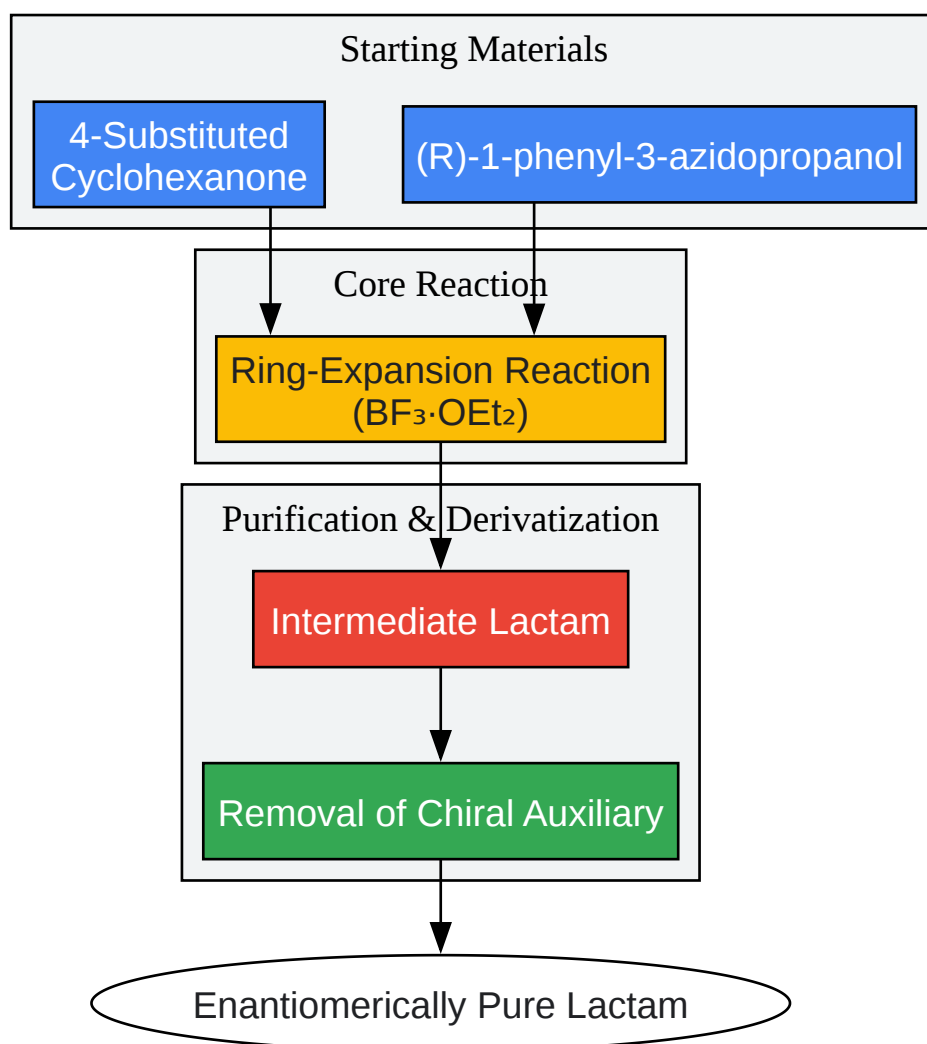 Starting Materials
4-Substituted
Cyclohexanone
(R)-1-phenyl-3-azidopropanol
Core Reaction
Ring-Expansion Reaction
(BF₃·OEt₂)
Purification & Derivatization
Intermediate Lactam
Removal of Chiral Auxiliary
Enantiomerically Pure Lactam